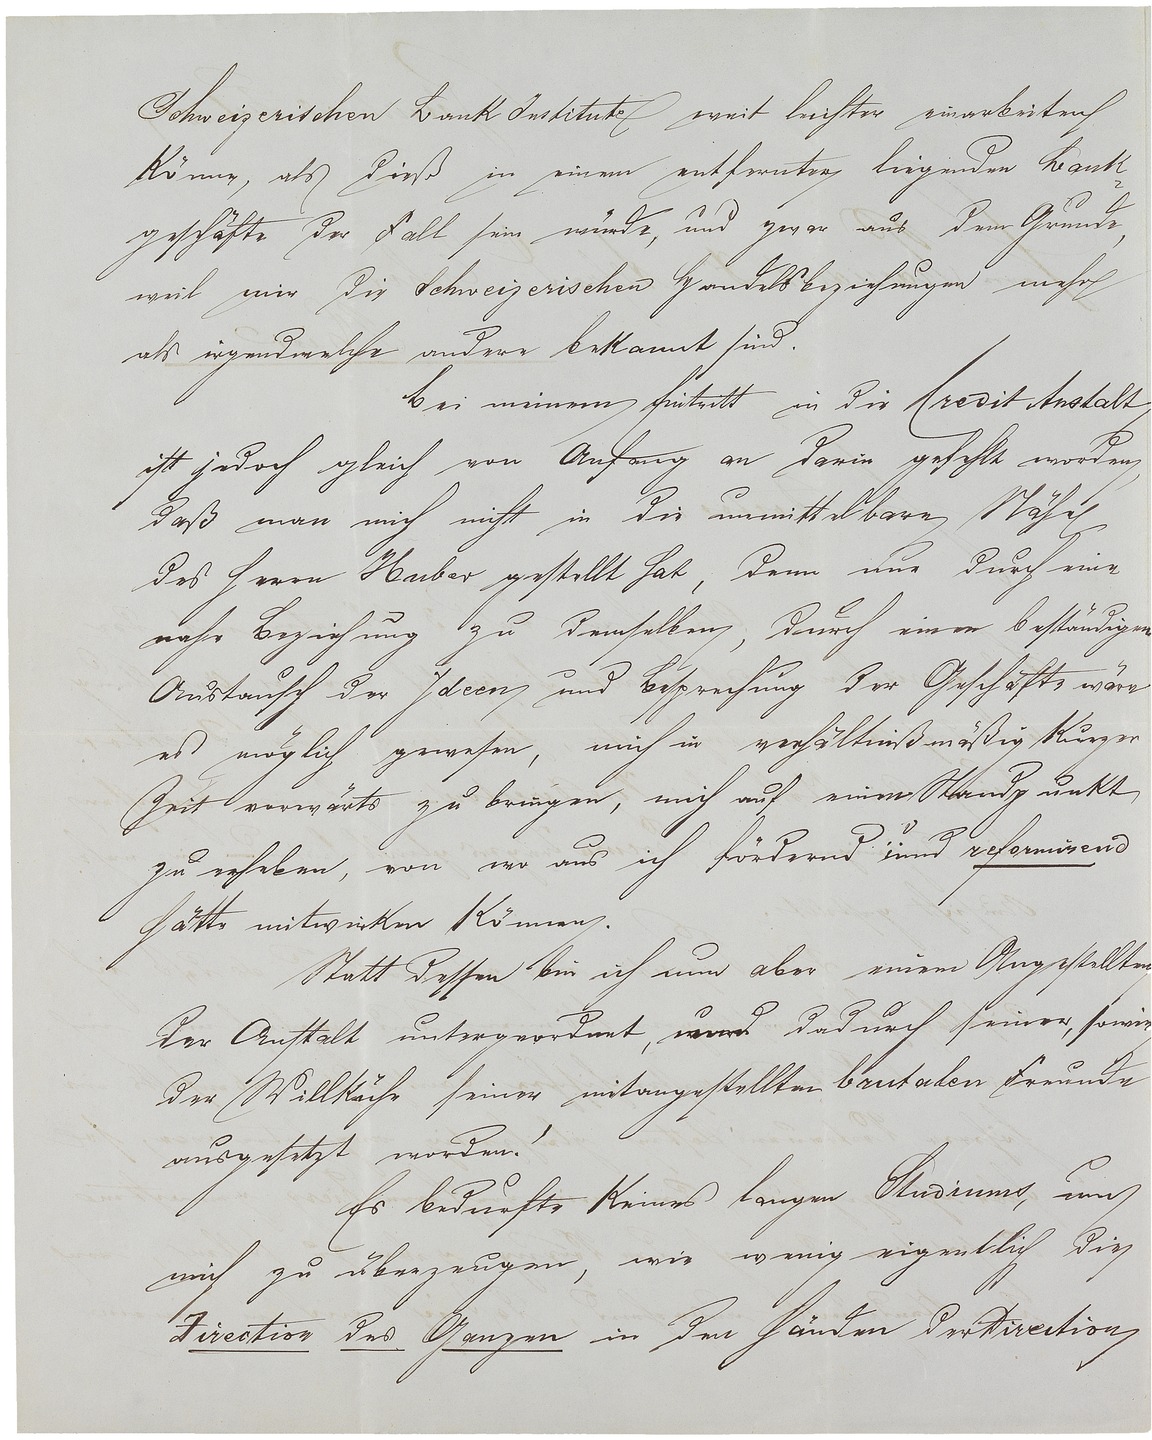 Schweizerischen Bank Institute weit leichter einarbeiten
könne, als dieß in einem entfernter liegenden Bank-
geschäfte der Fall sein würde, und zwar aus dem Grunde,
weil mir die Schweizerischen Handelsbeziehungen mehr
als irgendwelche andere bekannt sind.
Bei meinem Eintritt in die Credit Anstalt
ist jedoch gleich von Anfang an darin gefehlt worden,
daß man mich nicht in die unmittelbare Nähe
des Herrn Huber gestellt hat, denn nur durch eine
nahe Beziehung zu demselben, durch einen beständigen
Austausch der Ideen und Besprechung der Geschäfte wäre
es möglich gewesen, mich in verhältnißmäßig kurzer
Zeit vorwärts zu bringen, mich auf einen Standpunkt
zu erheben, von wo aus ich fördernd und reformirend
hätte mitwirken können.
Statt dessen bin ich nun aber einem Angestellten
der Anstalt untergeordnet, und dadurch seiner, sowie
der Willkühr seiner mitangestellten brutalen Freunde
ausgesetzt worden!
Es bedurfte keines langen Studiums, um
mich zu überzeugen, wie wenig eigentlich die
Direction des Ganzen in den Händen der Direction